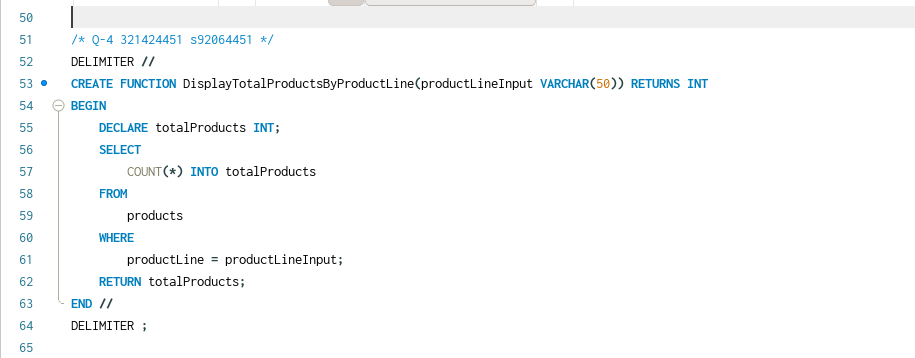 50
51 /* Q-4 321424451 s92064451 */
52 DELIMITER //
53 CREATE FUNCTION DisplayTotalProductsByProductLine(productLineInput VARCHAR(50)) RETURNS INT
54 BEGIN
55     DECLARE totalProducts INT;
56     SELECT
57         COUNT(*) INTO totalProducts
58     FROM
59         products
60     WHERE
61         productLine = productLineInput;
62     RETURN totalProducts;
63 END //
64 DELIMITER ;
65